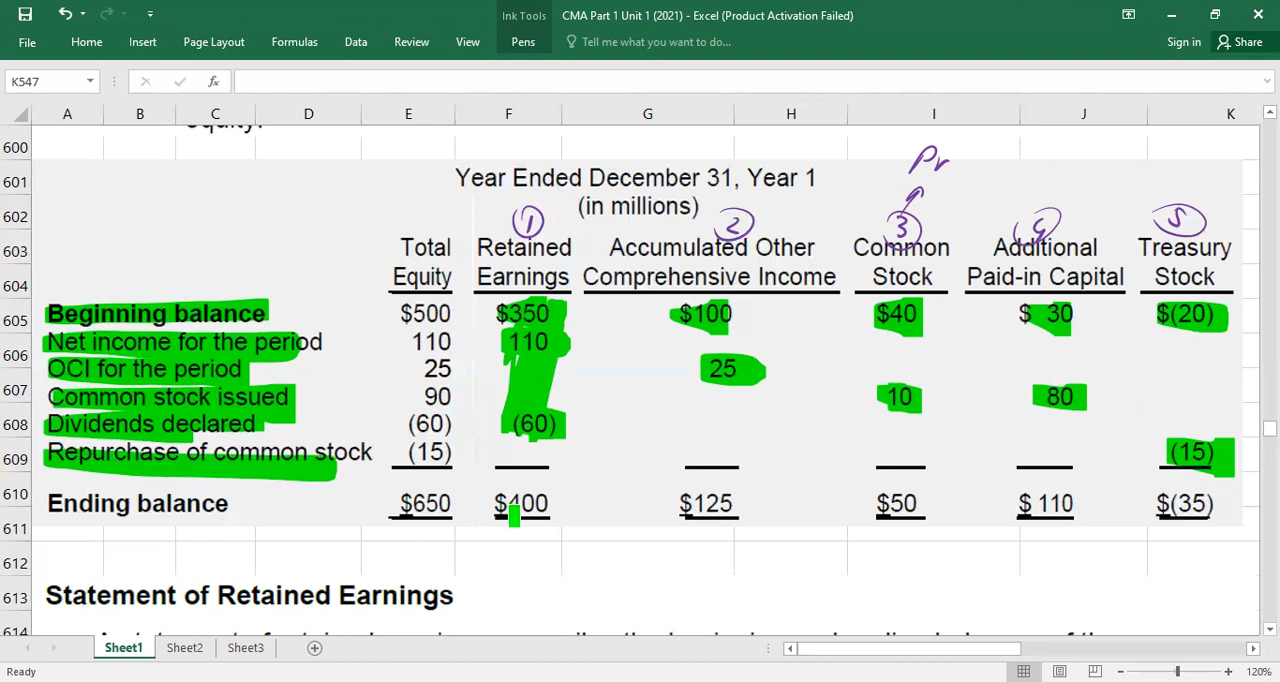 Ink Tools
CMA Part 1 Unit 1 (2021) - Excel (Product Activation Failed)
File Home Insert Page Layout Formulas Data Review View Pens Tell me what you want to do... Sign in Share
K547 fx
A B C D E F G H I J K
equity.
600
601 Year Ended December 31, Year 1
602 (in millions)
Pr
1 2 3 4 5
603 Total Retained Accumulated Other Common Additional Treasury
604 Equity Earnings Comprehensive Income Stock Paid-in Capital Stock
605 Beginning balance $500 $350 $100 $40 $ 30 $(20)
606 Net income for the period 110 110
OCI for the period 25 25
607 Common stock issued 90 10 80
608 Dividends declared (60) (60)
609 Repurchase of common stock (15) (15)
610 Ending balance $650 $400 $125 $50 $ 110 $(35)
611
612
613 Statement of Retained Earnings
614
Sheet1 Sheet2 Sheet3
Ready 120%